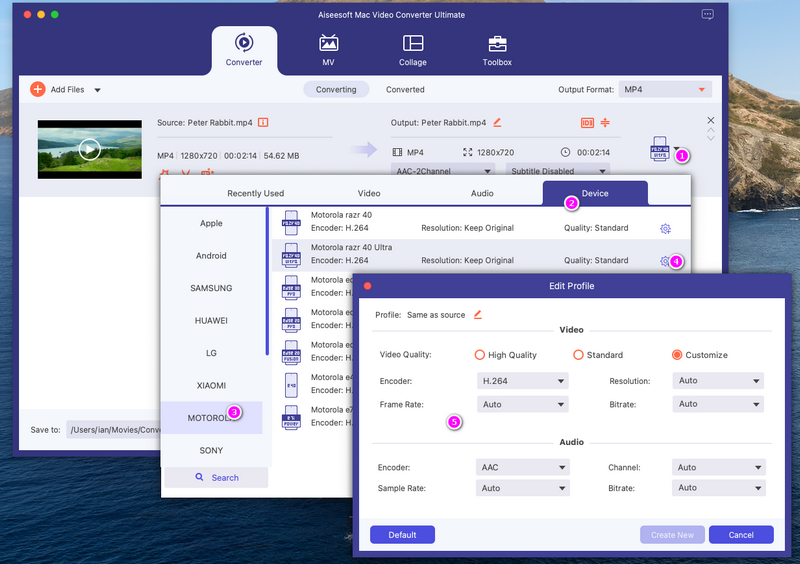 Aiseesoft Mac Video Converter Ultimate
Converter MV Collage Toolbox
Add Files Converting Converted Output Format: MP4
Source: Peter Rabbit.mp4 Output: Peter Rabbit.mp4
MP4 1280x720 00:02:14 54.62 MB MP4 1280x720 00:02:14
1
AAC-2Channel Subtitle Disabled
Recently Used Video Audio Device
2
Apple
Android
SAMSUNG
HUAWEI
LG
XIAOMI
MOTOROL
3
SONY
Search
Motorola razr 40
Encoder: H.264 Resolution: Keep Original Quality: Standard
Motorola razr 40 Ultra
Encoder: H.264 Resolution: Keep Original Quality: Standard
4
Motorola ed
Encoder: H.
Motorola ed
Encoder: H.
Motorola ed
Encoder: H.
Motorola e4
Encoder: H.
Motorola e7
Encoder: H.
Save to: /Users/ian/Movies/Conve
Edit Profile
Profile: Same as source
Video
Video Quality: High Quality Standard Customize
Encoder: H.264 Resolution: Auto
Frame Rate: Auto Bitrate: Auto
5
Audio
Encoder: AAC Channel: Auto
Sample Rate: Auto Bitrate: Auto
Default Create New Cancel